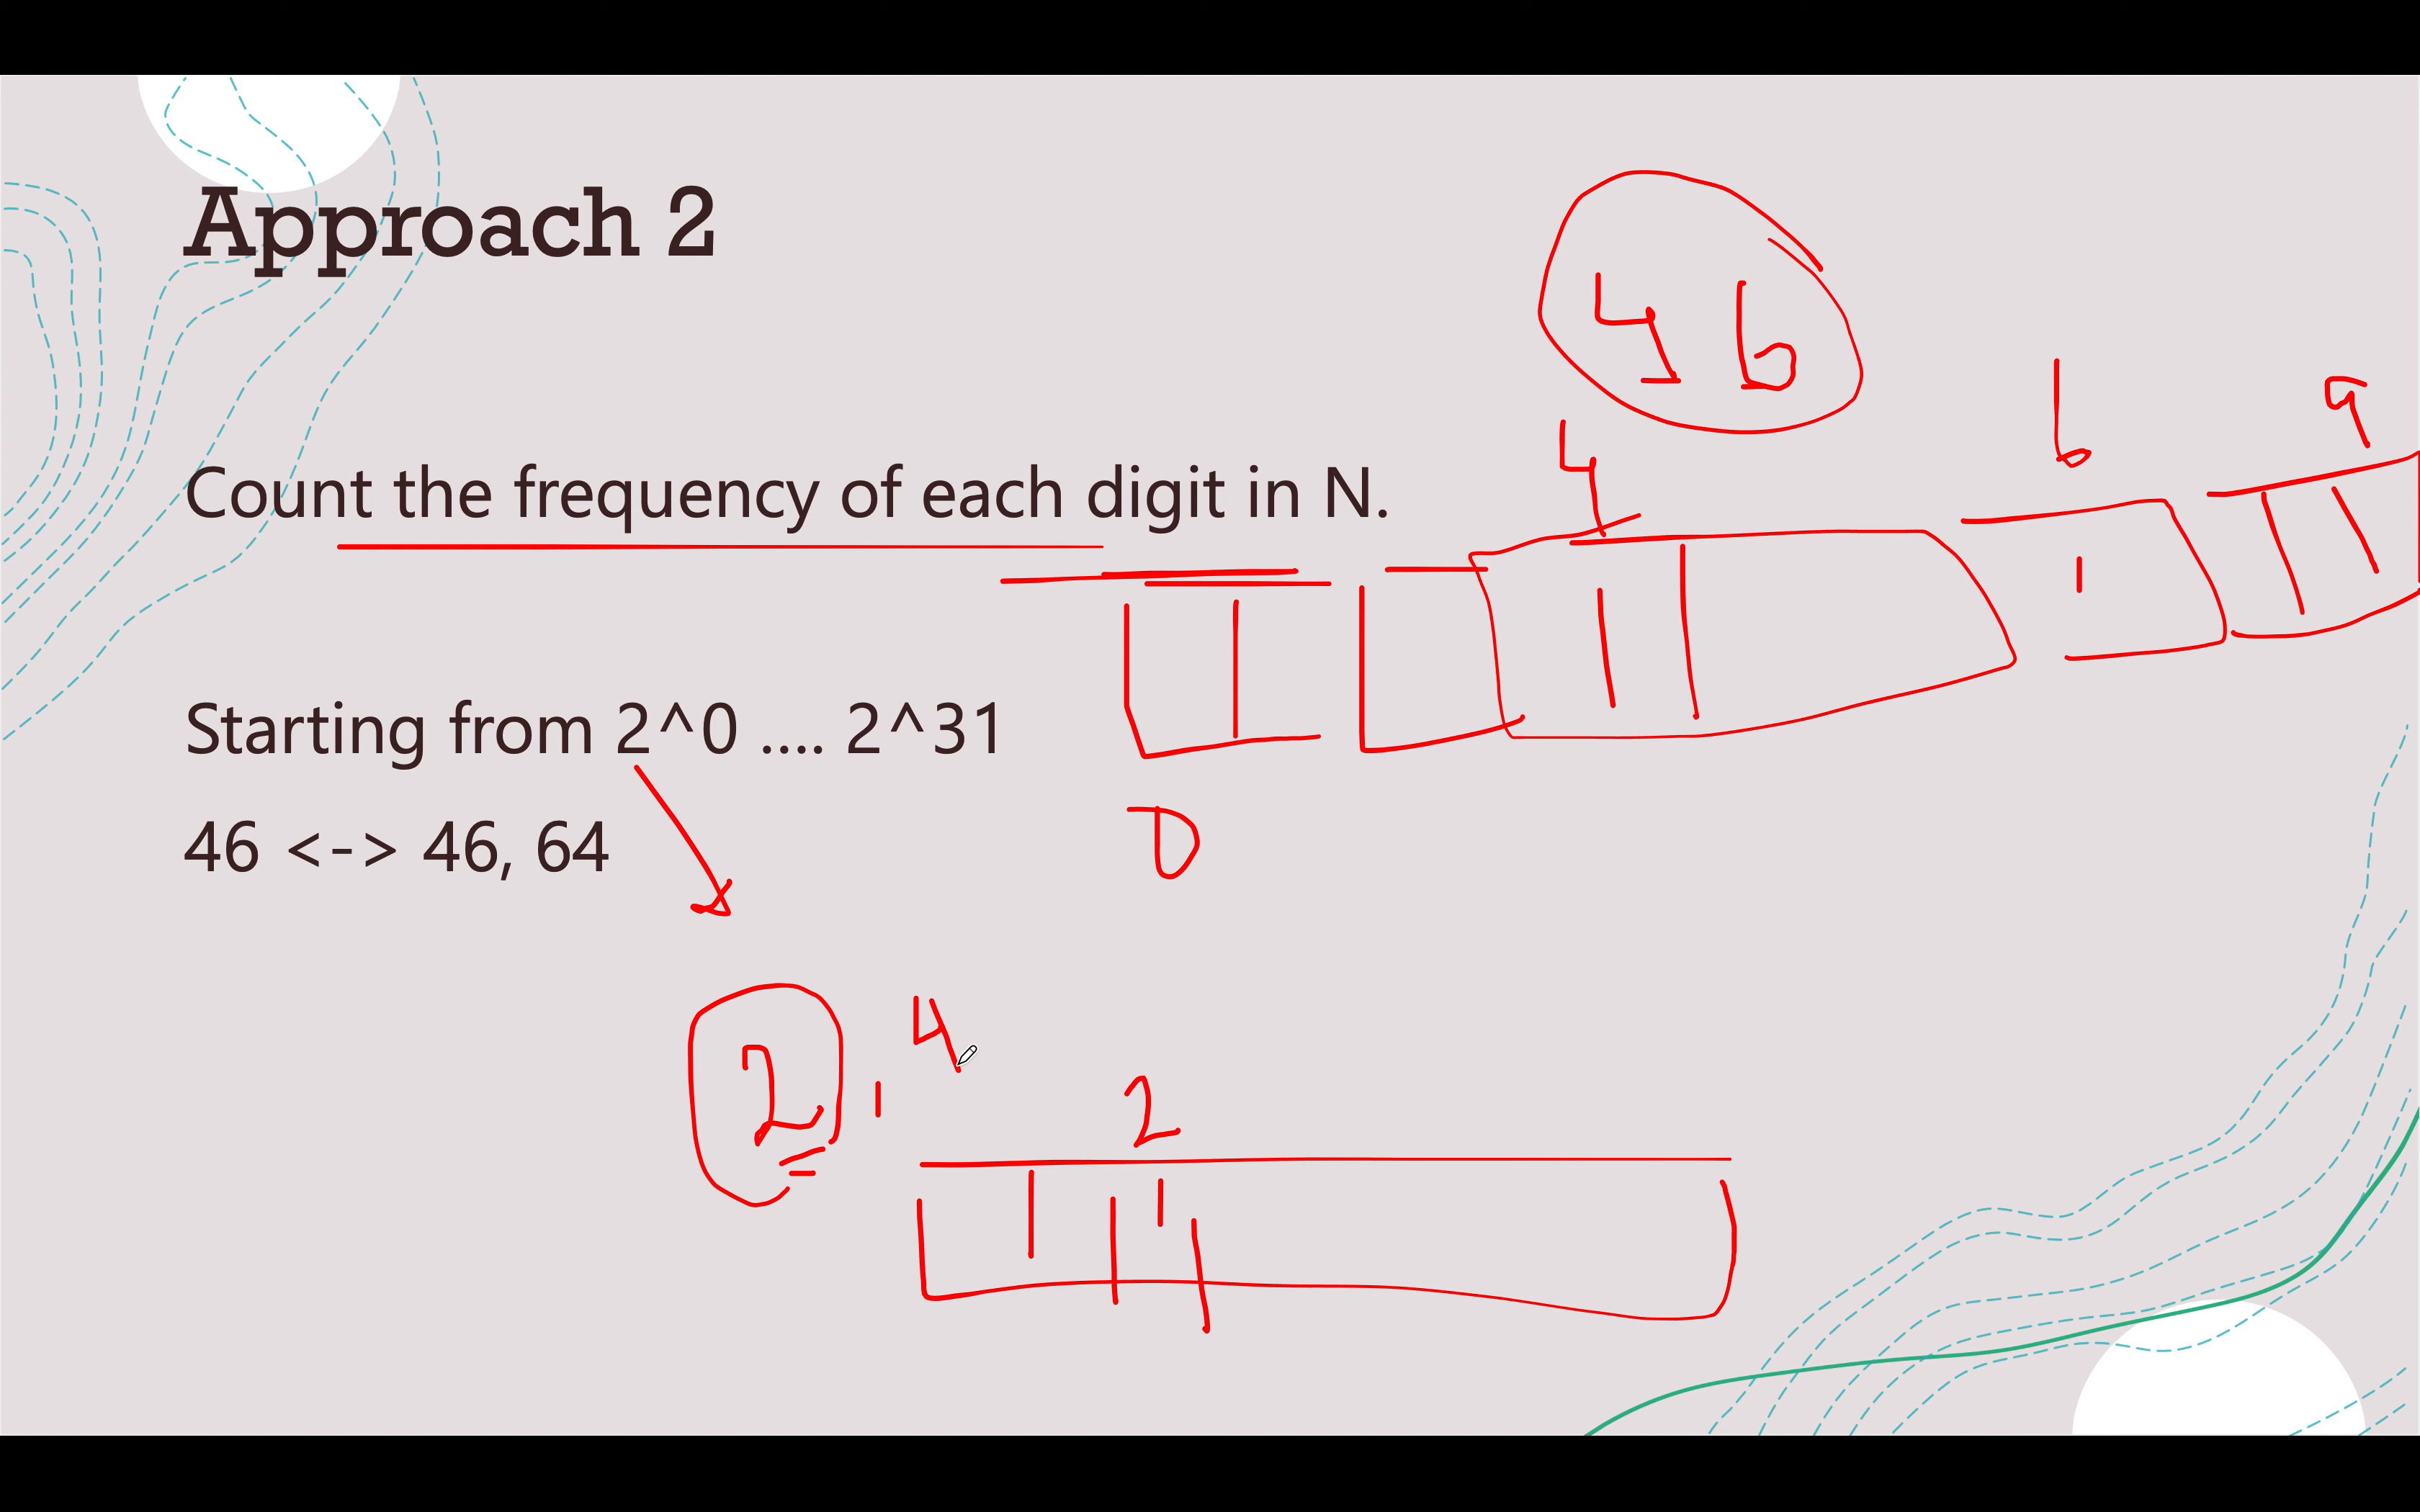 Approach 2
46
4 6 9
Count the frequency of each digit in N.
1
Starting from 2^0 .... 2^31
0
46 <-> 46, 64
4
2
2